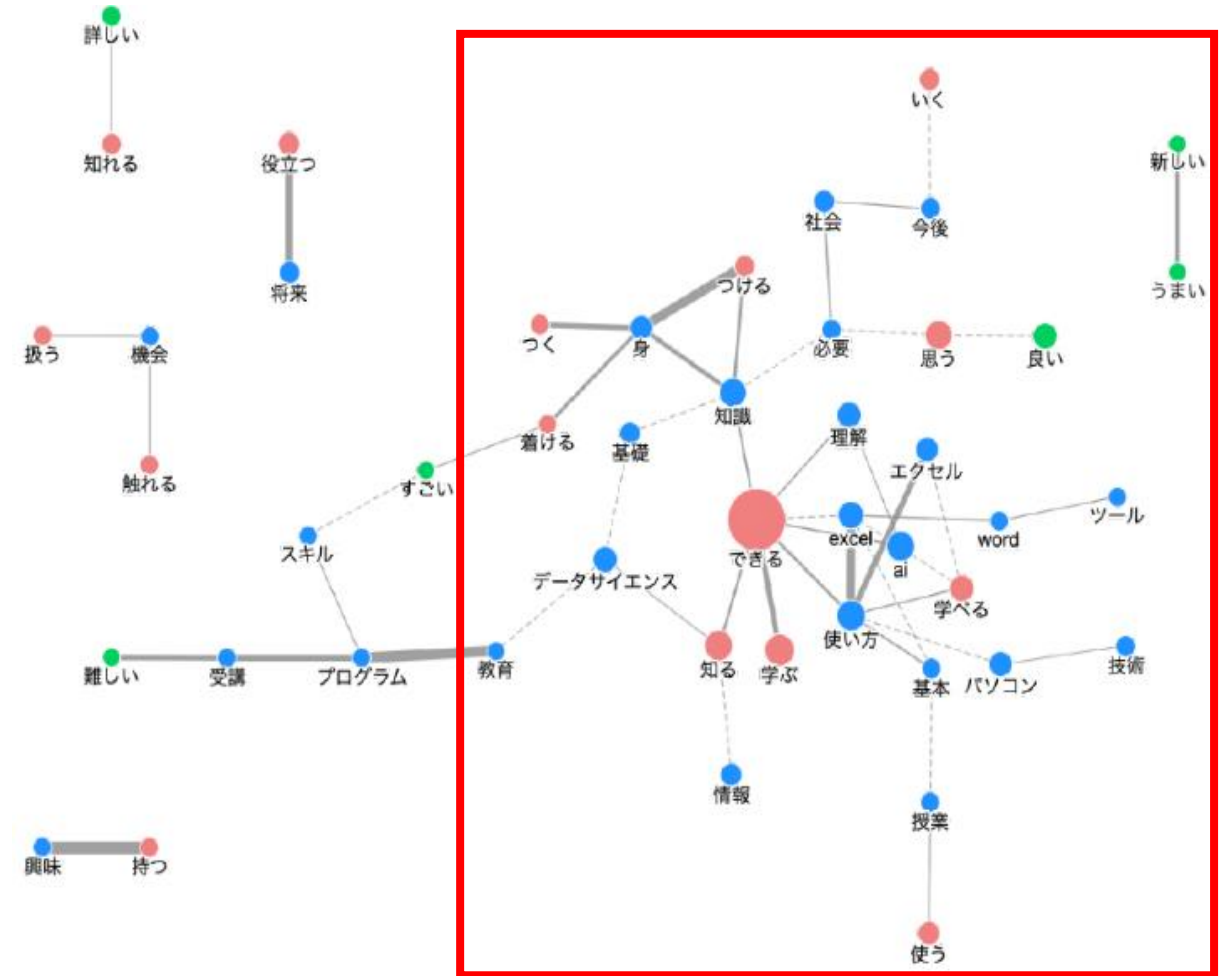 詳しい
知れる
役立つ
将来
扱う
機会
触れる
すごい
スキル
難しい
受講
プログラム
教育
興味
持つ
いく
新しい
社会
今後
うまい
つける
つく
身
必要
思う
良い
知識
着ける
基礎
理解
エクセル
ツール
excel
word
できる
ai
データサイエンス
学べる
使い方
知る
学ぶ
基本
パソコン
技術
情報
授業
使う